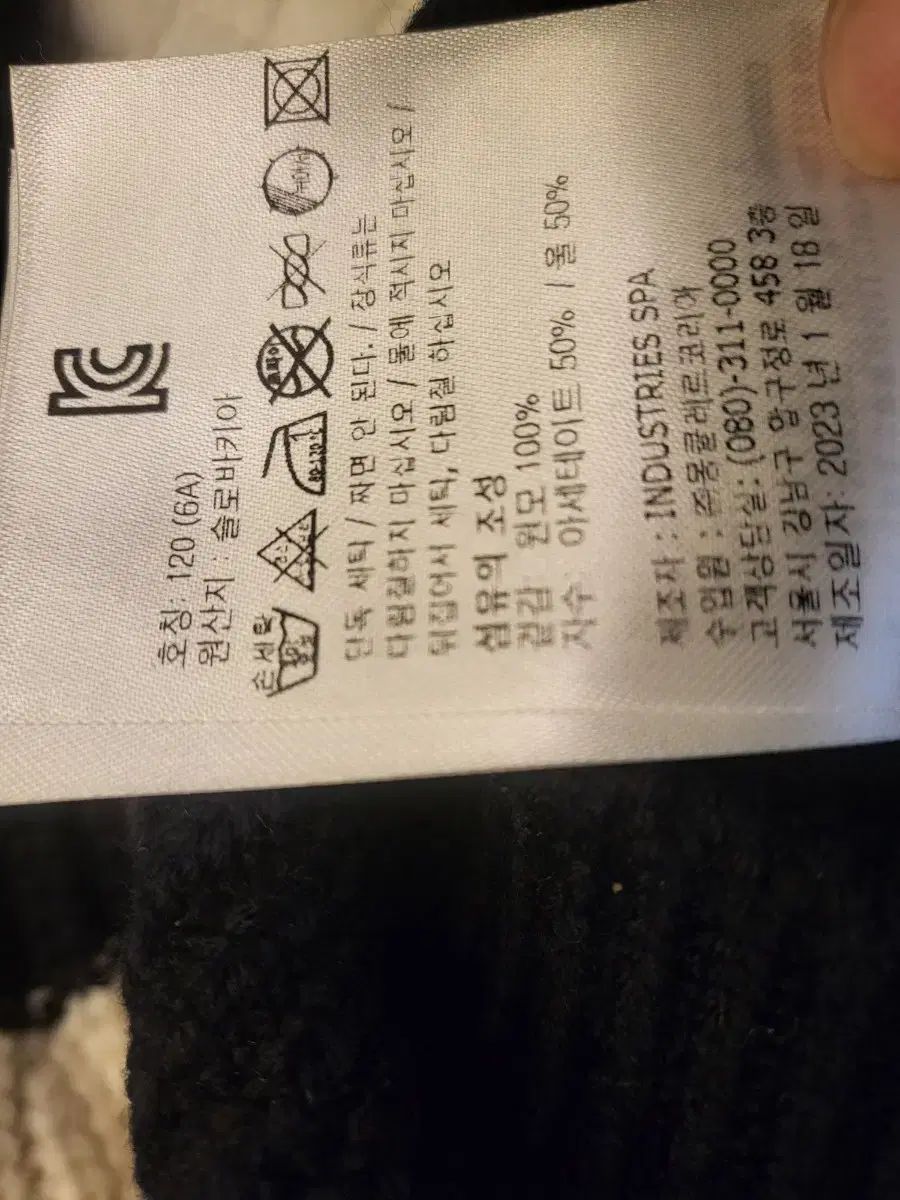 호칭: 120 (6A)
원산지 : 슬로바키아
손세탁
단독 세탁 / 짜면 안 된다. / 장식류는
다림질하지 마십시오 / 물에 적시지 마십시오 /
뒤집어서 세탁, 다림질 하십시오
섬유의 조성
겉감 원모 100%
자수 아세테이트 50% / 울 50%
제조자 : INDUSTRIES SPA
수입원 : 몽클레르코리아
고객상담실: (080)-311-0000
서울시 강남구 압구정로 458 3층
제조일자: 2023 년 1 월 18 일